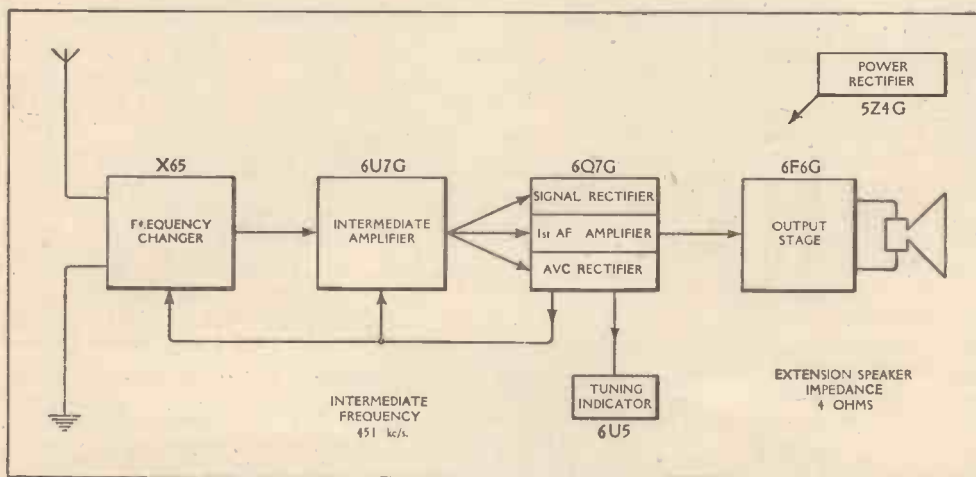 POWER
RECTIFIER
5Z4G
X65
FREQUENCY
CHANGER
6U7G
INTERMEDIATE
AMPLIFIER
6Q7G
SIGNAL RECTIFIER
1st AF AMPLIFIER
AVC RECTIFIER
6F6G
OUTPUT
STAGE
INTERMEDIATE
FREQUENCY
451 kc/s.
TUNING
INDICATOR
6U5
EXTENSION SPEAKER
IMPEDANCE
4 OHMS